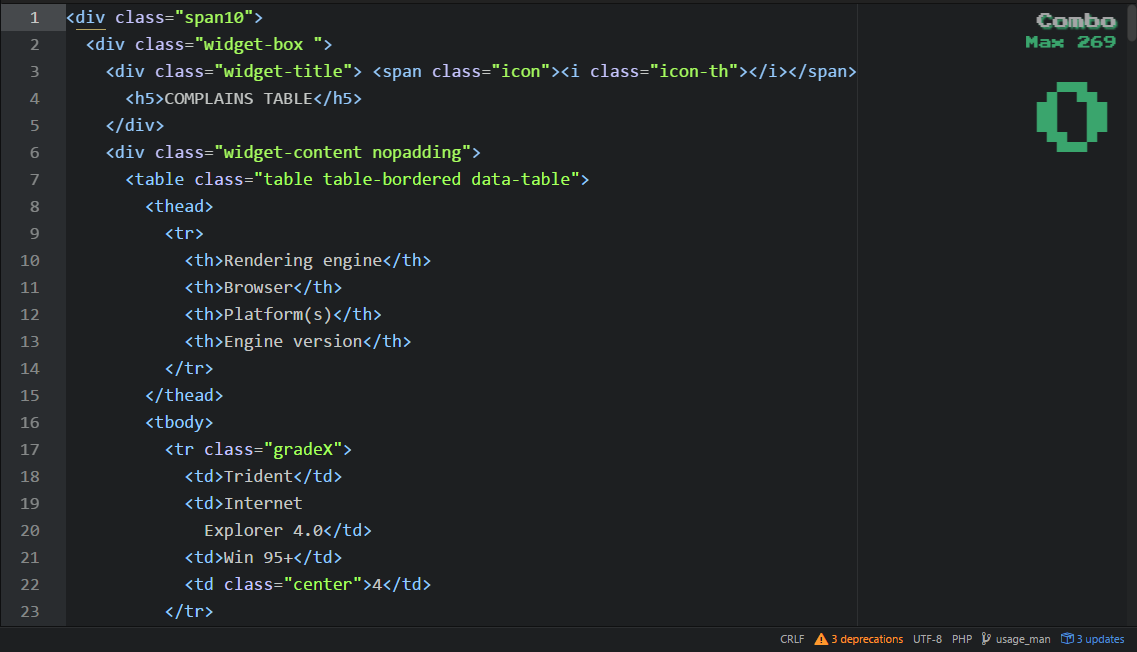 1 <div class="span10">
2 <div class="widget-box ">
3 <div class="widget-title"> <span class="icon"><i class="icon-th"></i></span>
4 <h5>COMPLAINS TABLE</h5>
5 </div>
6 <div class="widget-content nopadding">
7 <table class="table table-bordered data-table">
8 <thead>
9 <tr>
10 <th>Rendering engine</th>
11 <th>Browser</th>
12 <th>Platform(s)</th>
13 <th>Engine version</th>
14 </tr>
15 </thead>
16 <tbody>
17 <tr class="gradeX">
18 <td>Trident</td>
19 <td>Internet
20 Explorer 4.0</td>
21 <td>Win 95+</td>
22 <td class="center">4</td>
23 </tr>
Combo
Max 269
0
CRLF 3 deprecations UTF-8 PHP usage_man 3 updates